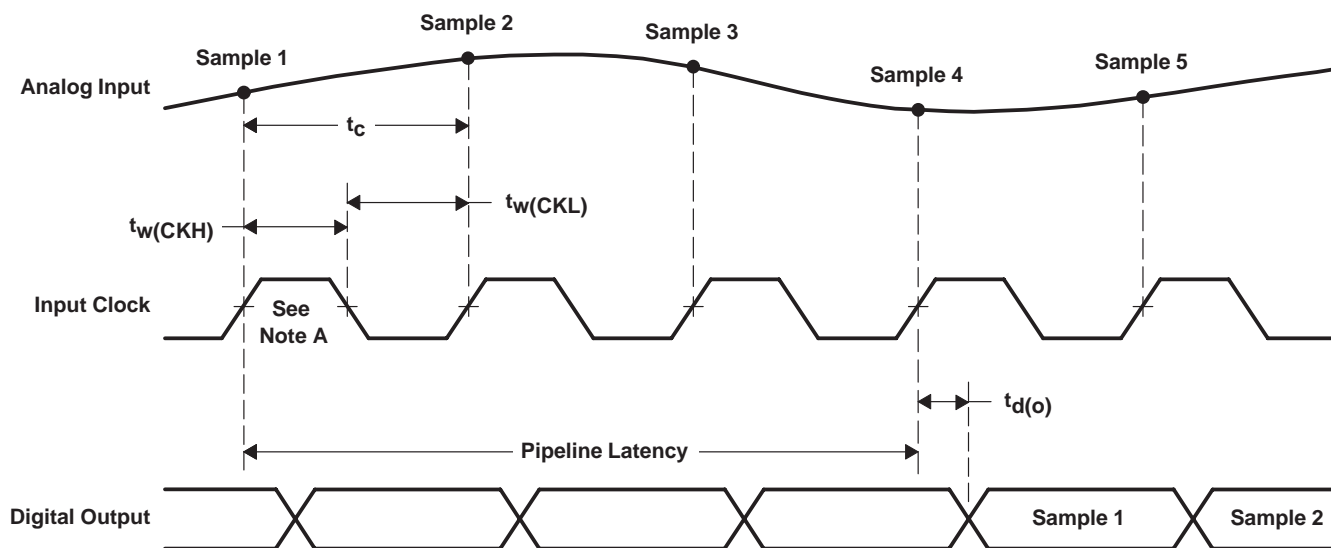 Sample 1
Sample 2
Sample 3
Sample 4
Sample 5
Analog Input
tc
tw(CKL)
tw(CKH)
Input Clock
See
Note A
td(o)
Pipeline Latency
Digital Output
Sample 1
Sample 2